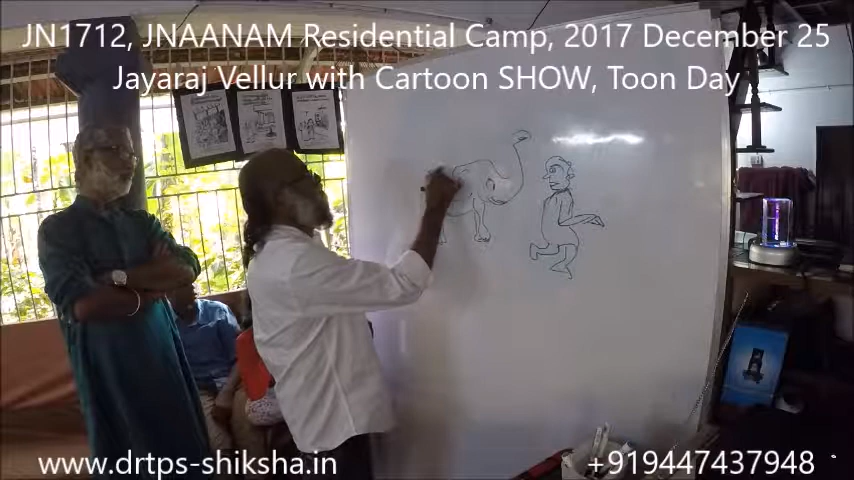 JN1712, JNAANAM Residential Camp, 2017 December 25
Jayaraj Vellur with Cartoon SHOW, Toon Day
www.drtps-shiksha.in
+919447437948